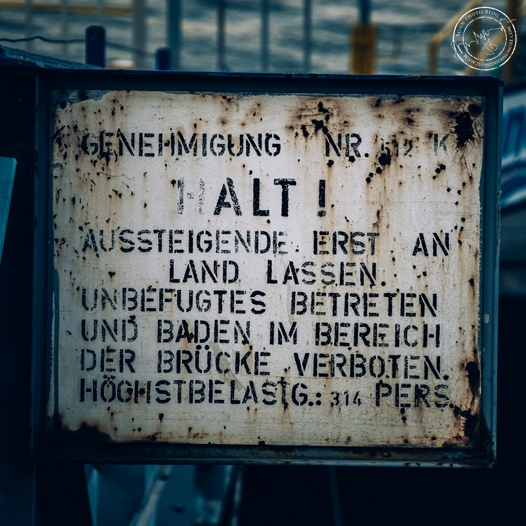 GENEHMIGUNG NR. K
HALT !
AUSSTEIGENDE ERST AN
LAND LASSEN.
UNBEFUGTES BETRETEN
UND BADEN IM BEREICH
DER BRÜCKE VERBOTEN.
HÖCHSTBELASTG.: 314 PERS